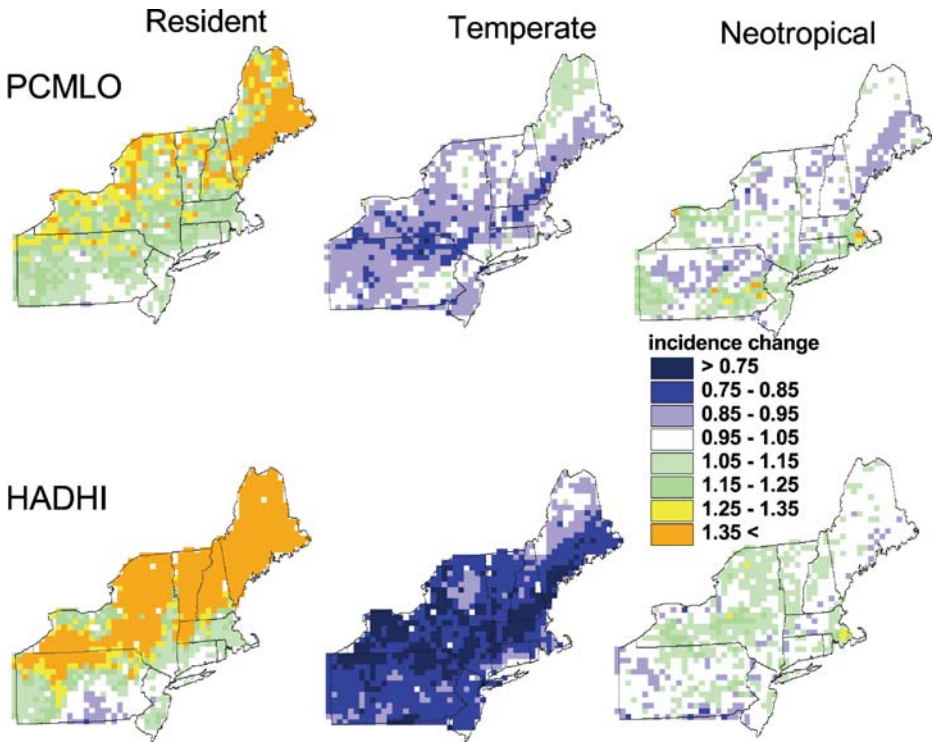 Resident Temperate Neotropical
PCMLO
incidence change
> 0.75
0.75 - 0.85
0.85 - 0.95
0.95 - 1.05
1.05 - 1.15
1.15 - 1.25
1.25 - 1.35
1.35 <
HADHI